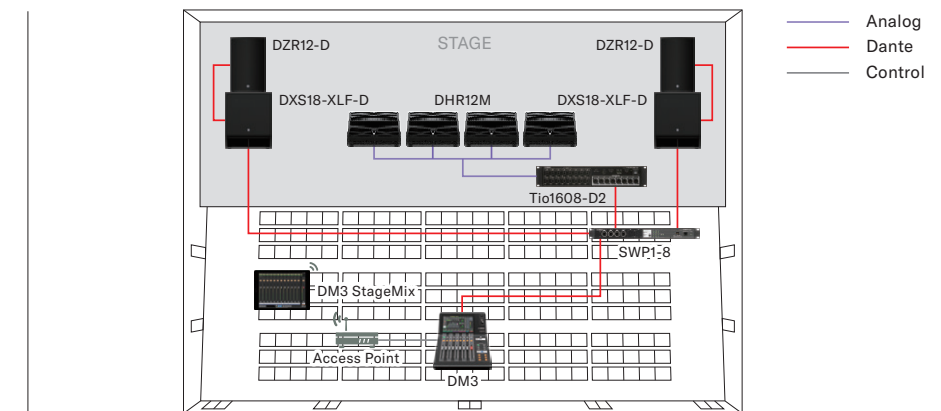 Analog
Dante
Control
STAGE
DZR12-D
DZR12-D
DXS18-XLF-D
DHR12M
DXS18-XLF-D
Tio1608-D2
SWP1-8
DM3 StageMix
Access Point
DM3